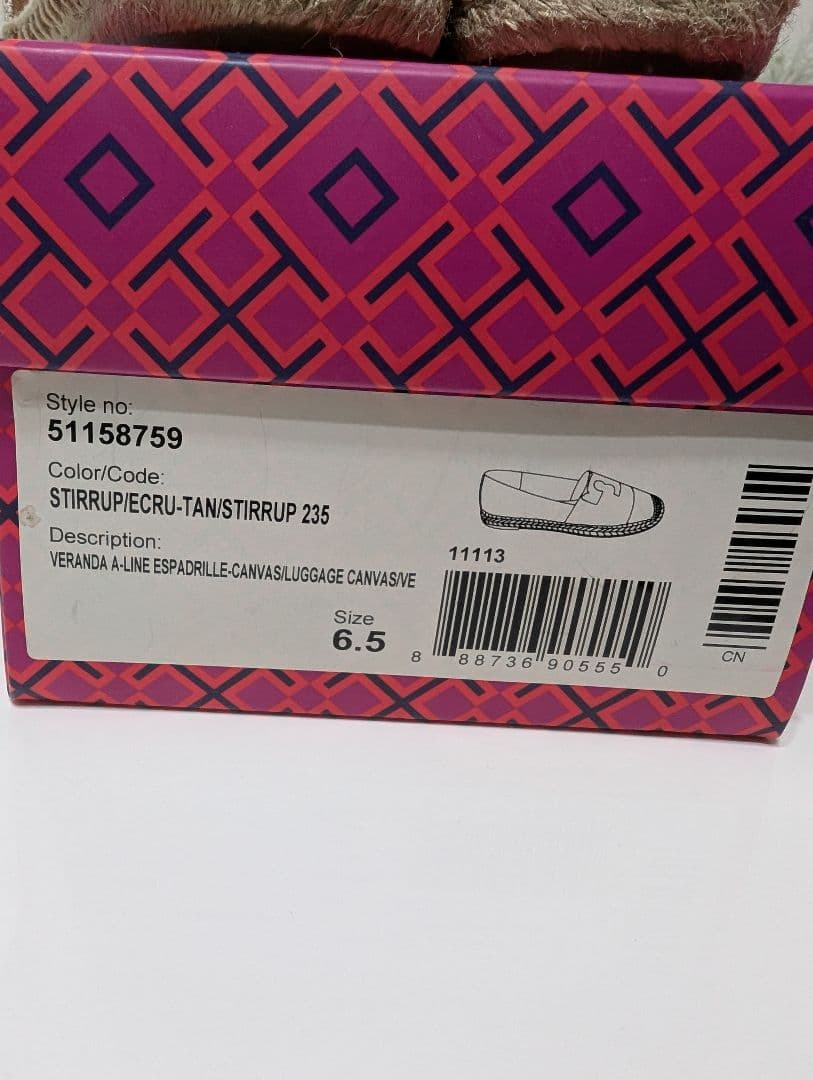 Style no:
51158759
Color/Code:
STIRRUP/ECRU-TAN/STIRRUP 235
Description:
VERANDA A-LINE ESPADRILLE-CANVAS/LUGGAGE CANVAS/VE
11113
Size
6.5
8 88736 90555 0
CN